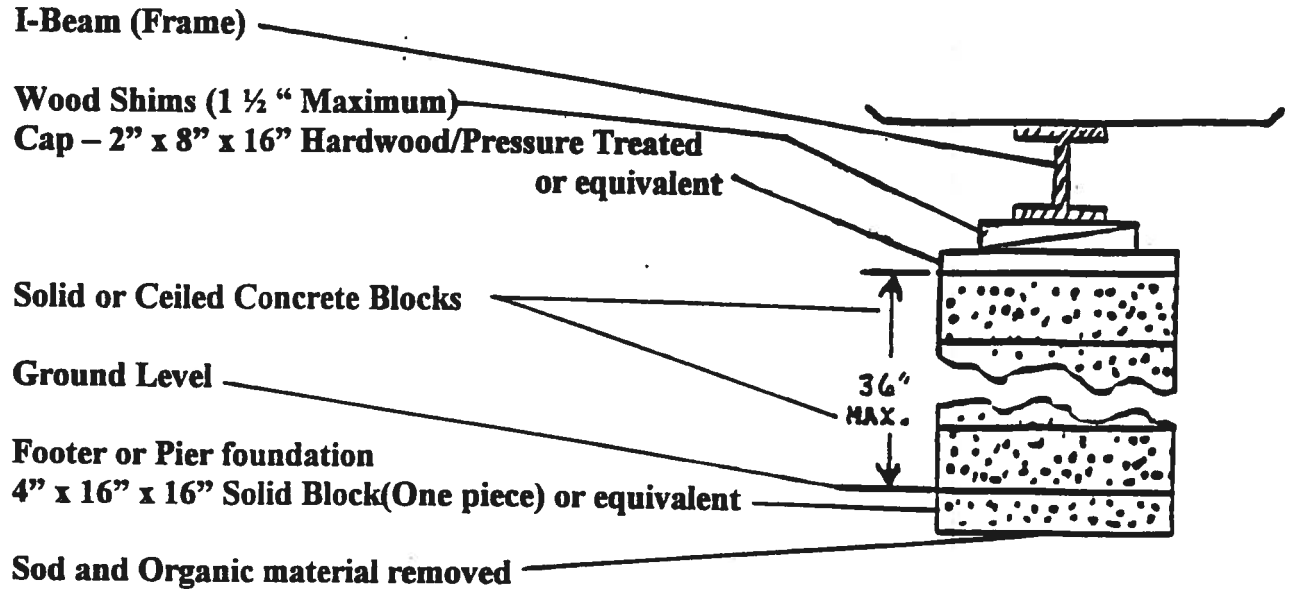 I-Beam (Frame)
Wood Shims (1 ½ “ Maximum)
Cap – 2” x 8” x 16” Hardwood/Pressure Treated
or equivalent
Solid or Ceiled Concrete Blocks
Ground Level
36"
MAX.
Footer or Pier foundation
4” x 16” x 16” Solid Block(One piece) or equivalent
Sod and Organic material removed